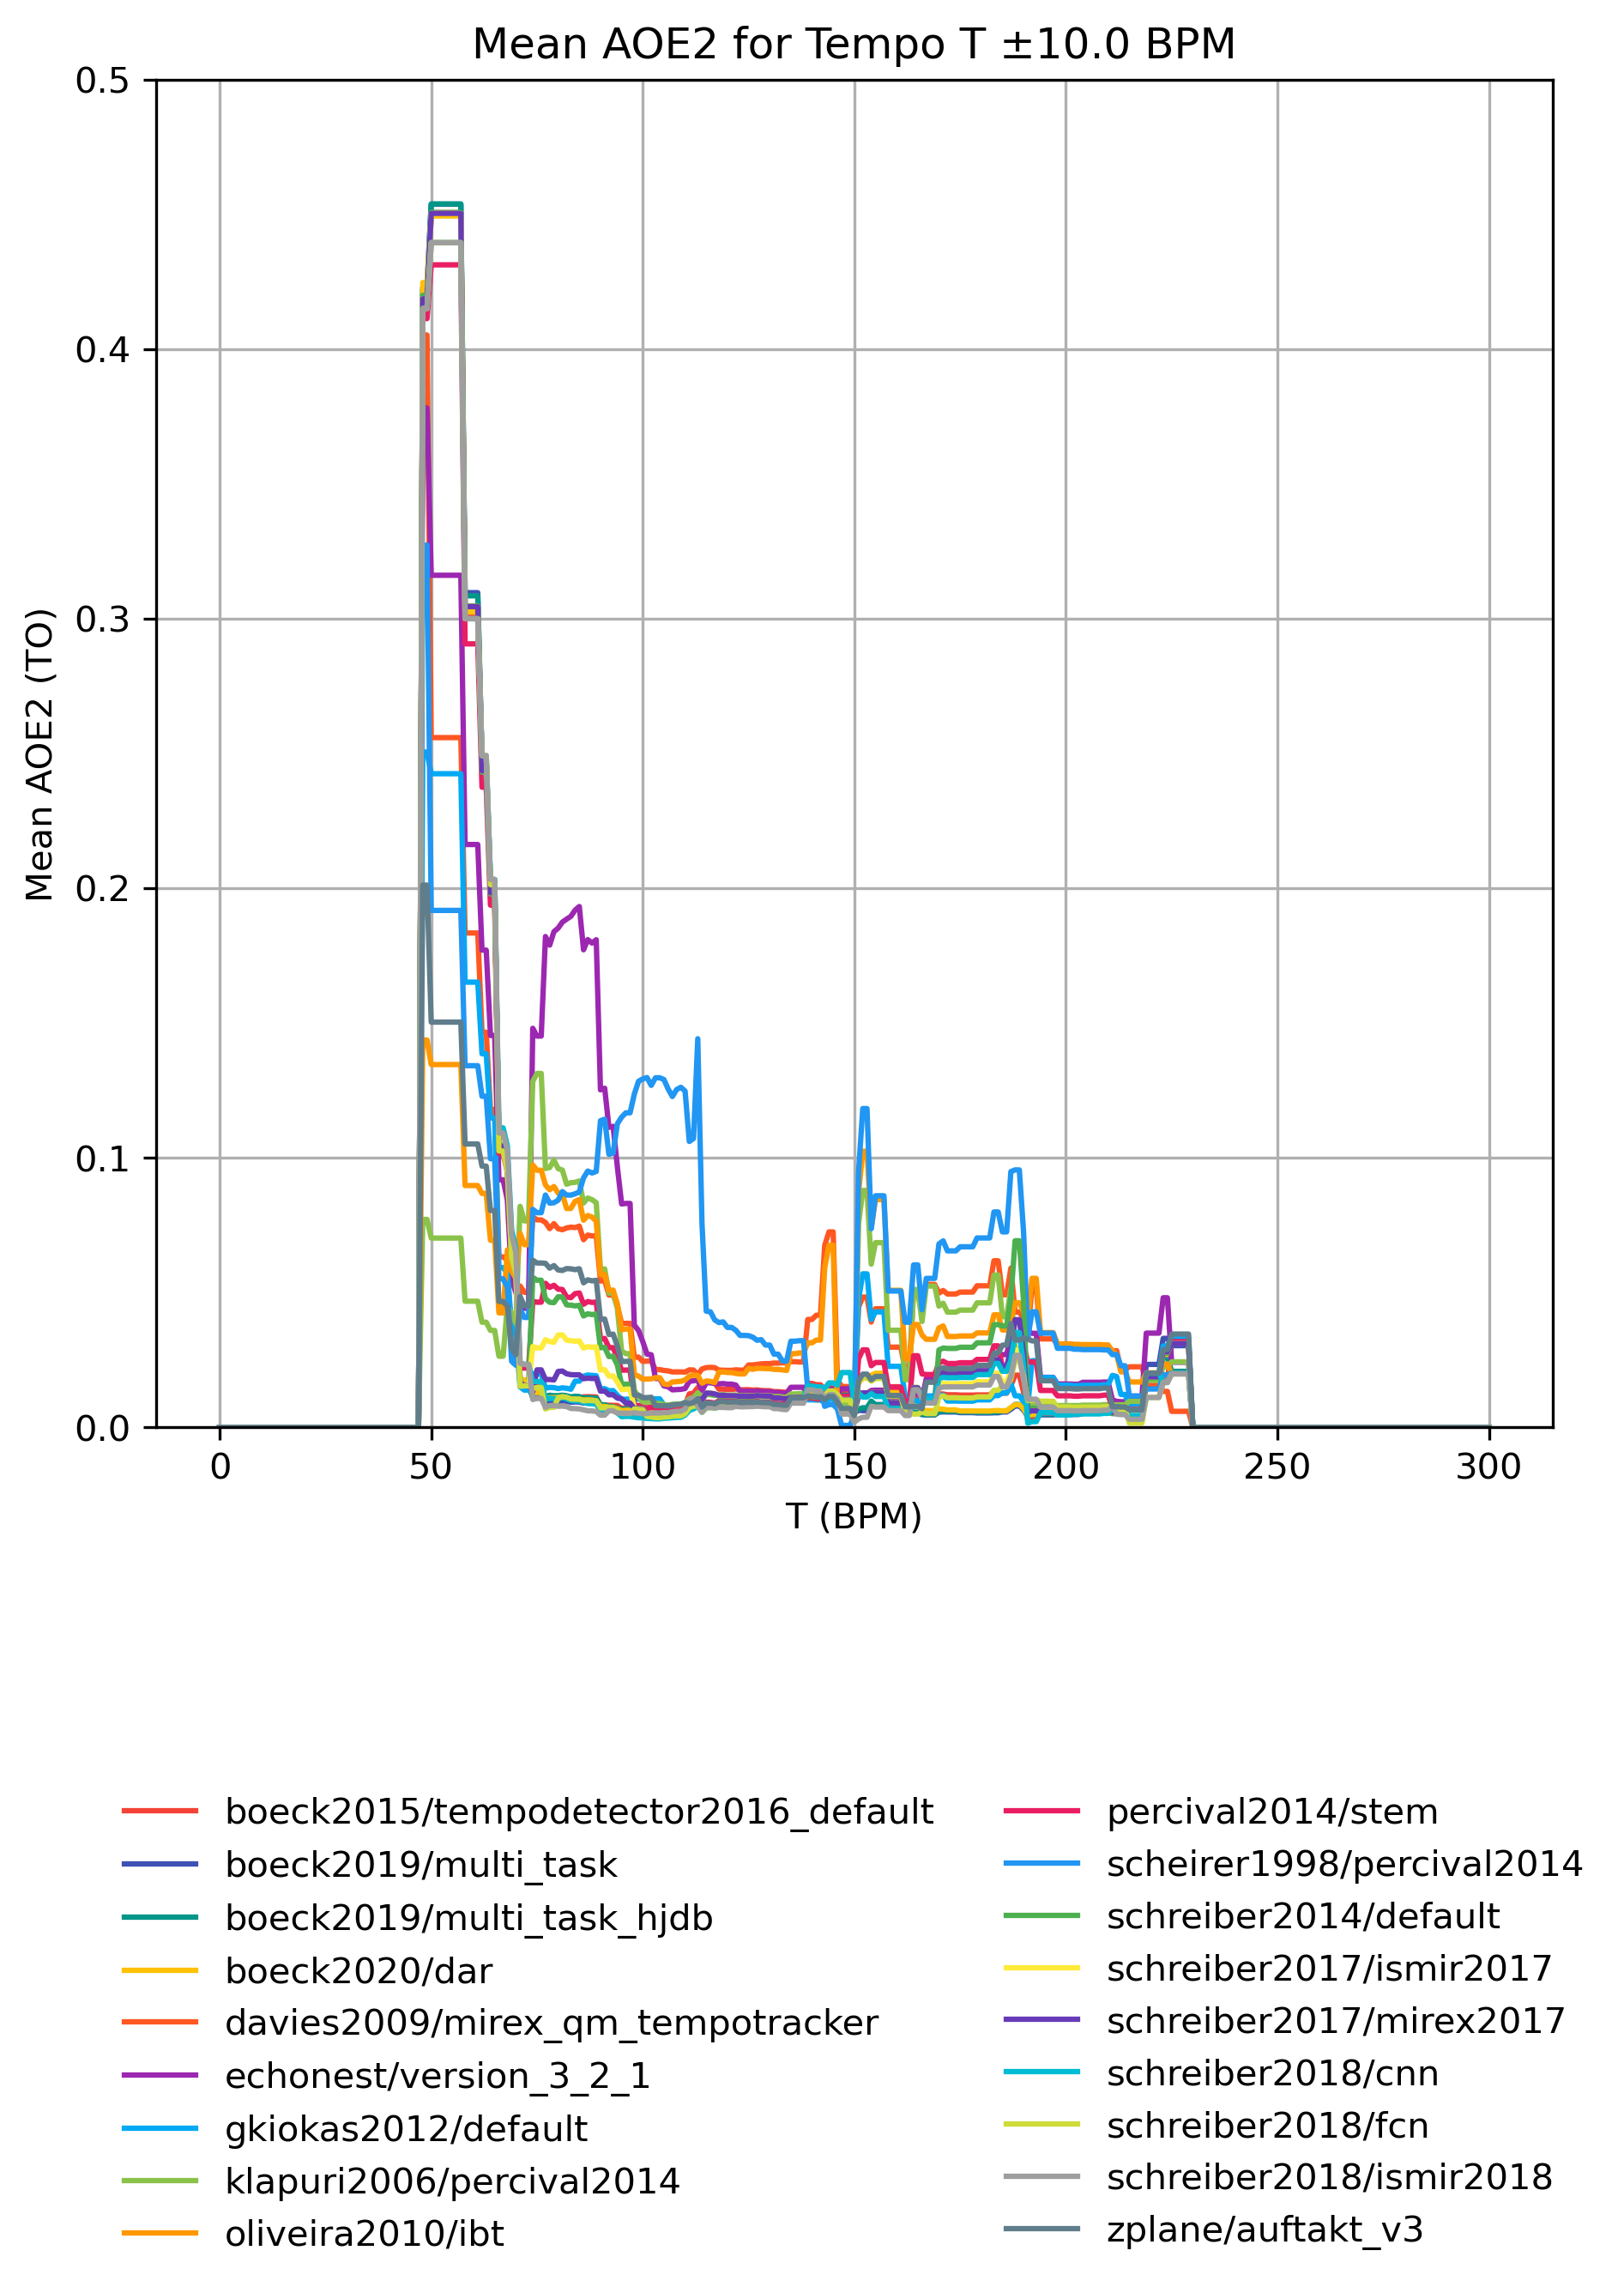 Mean AOE2 for Tempo T ±10.0 BPM
0.5
0.4
0.3
0.2
0.1
0.0
Mean AOE2 (TO)
0 50 100 150 200 250 300
T (BPM)
boeck2015/tempodetector2016_default
boeck2019/multi_task
boeck2019/multi_task_hjdb
boeck2020/dar
davies2009/mirex_qm_tempotracker
echonest/version_3_2_1
gkiokas2012/default
klapuri2006/percival2014
oliveira2010/ibt
percival2014/stem
scheirer1998/percival2014
schreiber2014/default
schreiber2017/ismir2017
schreiber2017/mirex2017
schreiber2018/cnn
schreiber2018/fcn
schreiber2018/ismir2018
zplane/auftakt_v3